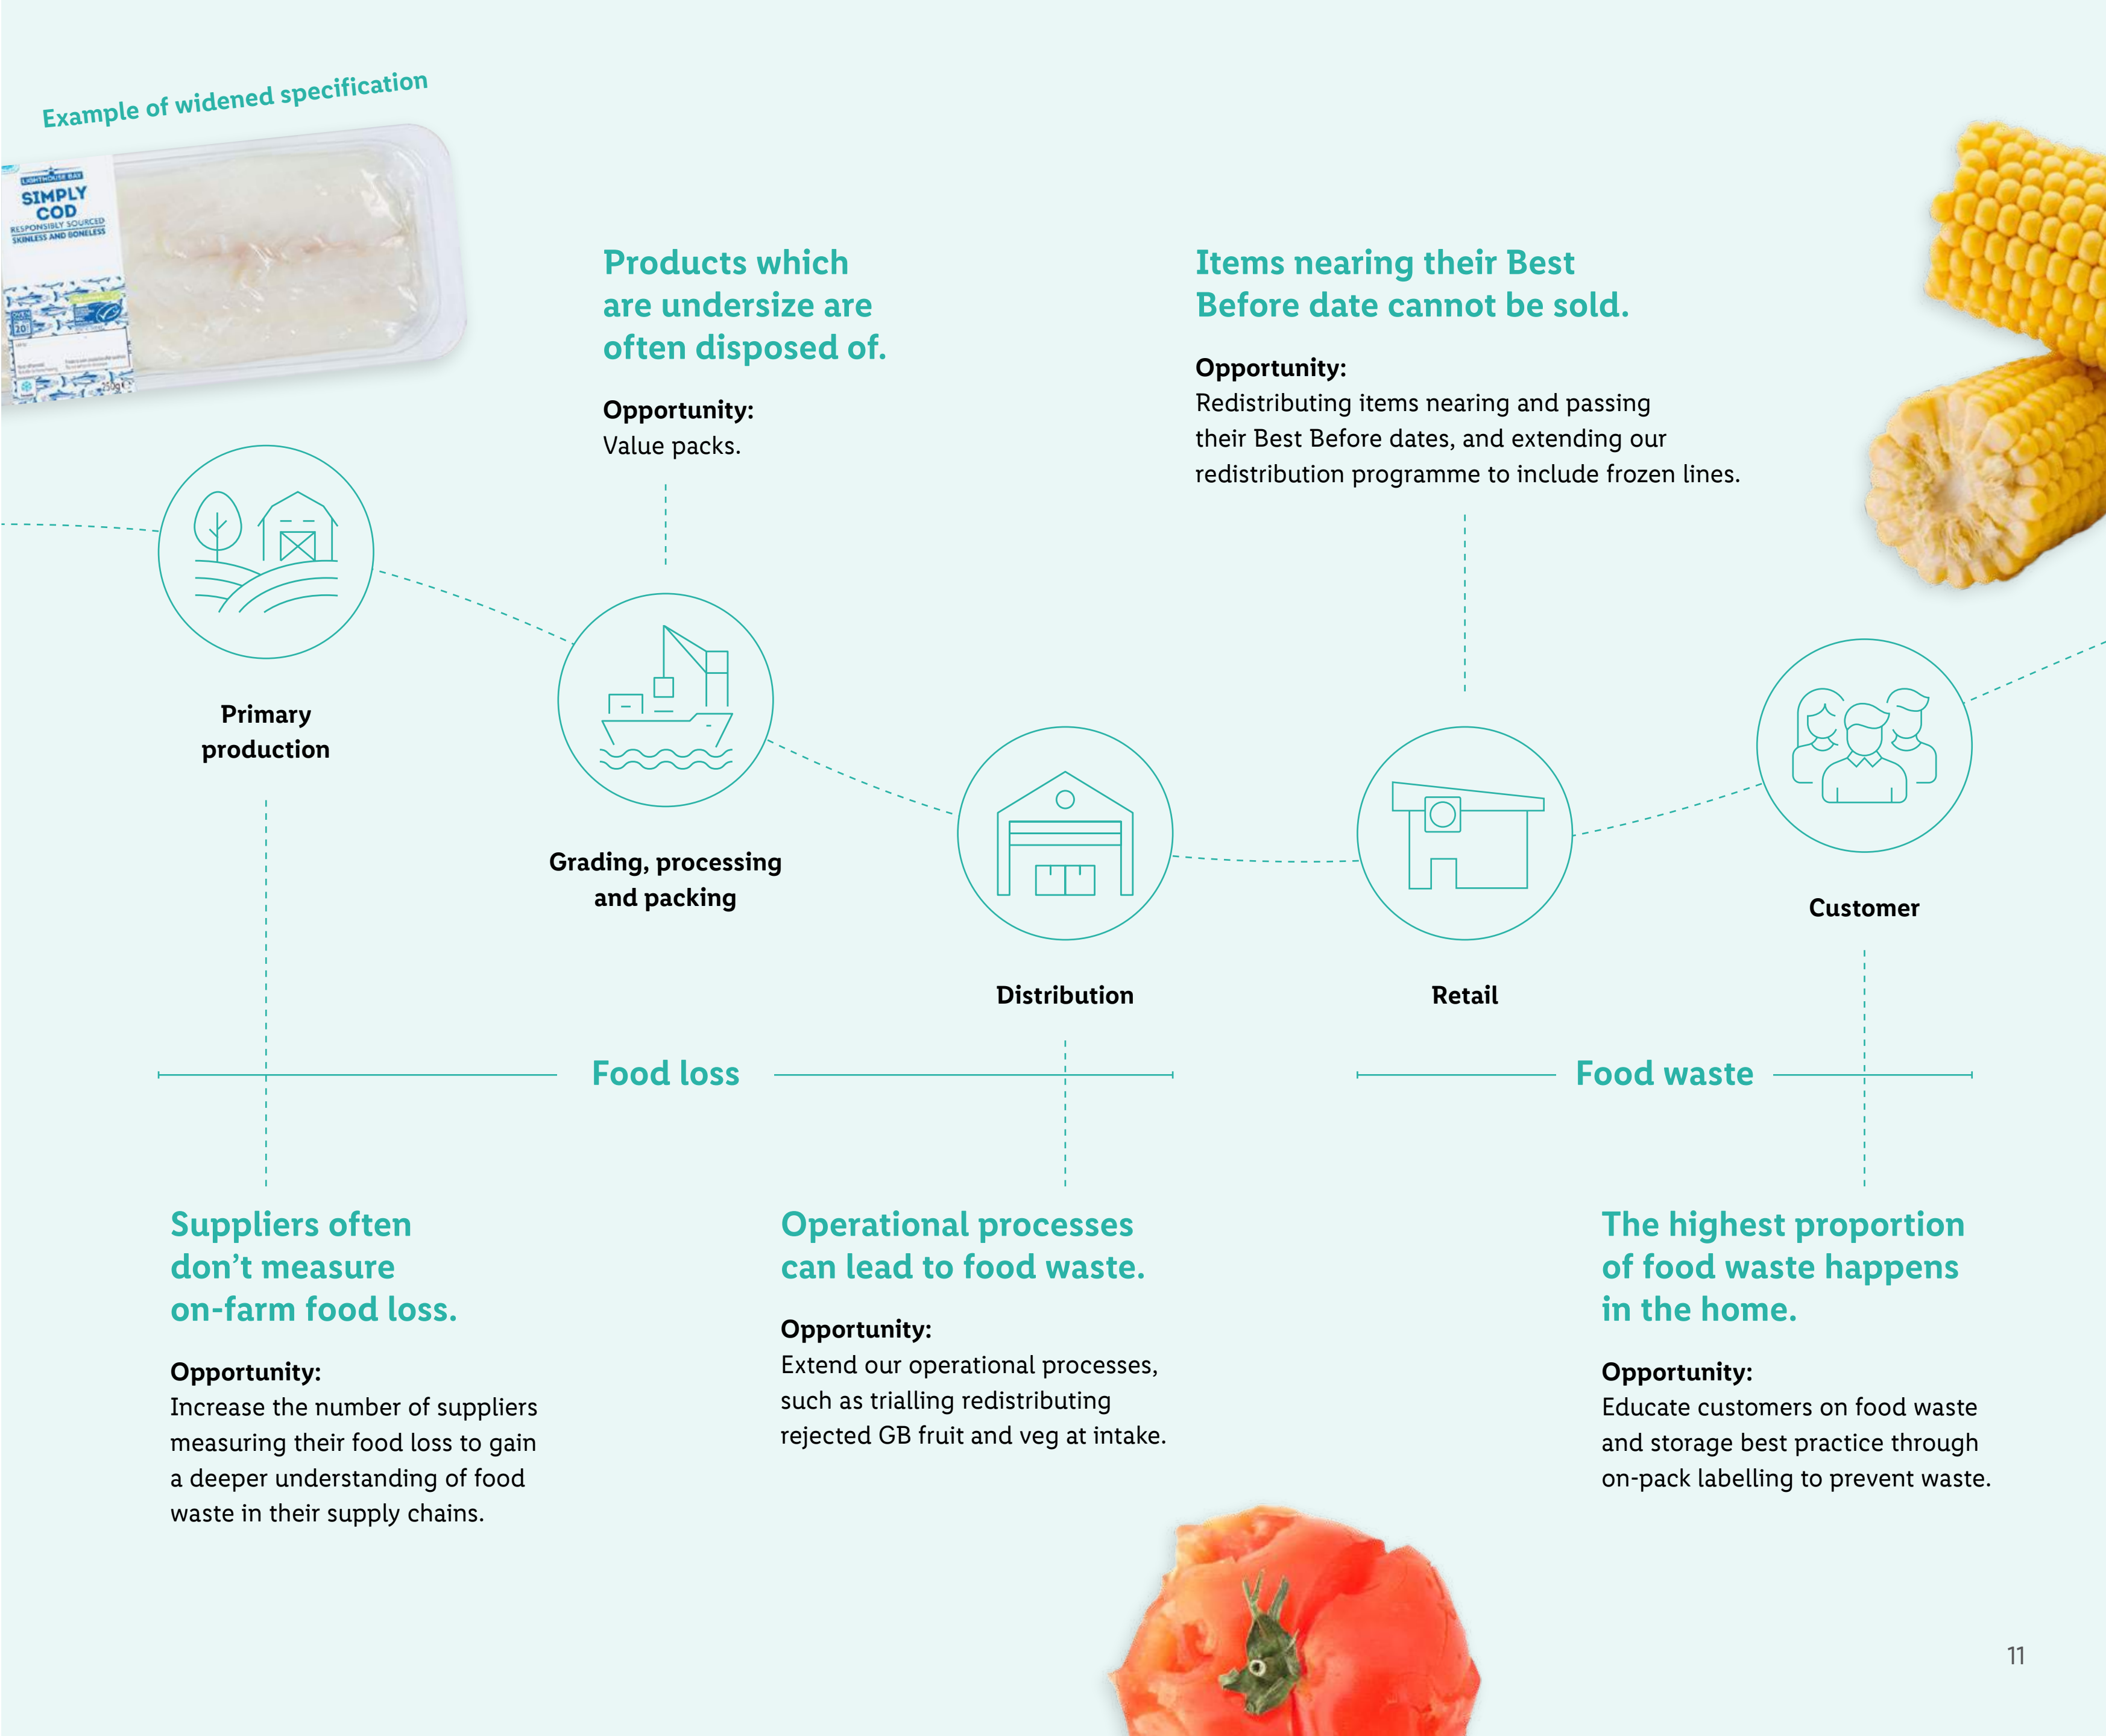 Example of widened specification
LIGHTHOUSE BAY
SIMPLY
COD
RESPONSIBLY SOURCED
SKINLESS AND BONELESS
250g e
Products which
are undersize are
often disposed of.
Opportunity:
Value packs.
Items nearing their Best
Before date cannot be sold.
Opportunity:
Redistributing items nearing and passing
their Best Before dates, and extending our
redistribution programme to include frozen lines.
Primary
production
Grading, processing
and packing
Distribution
Retail
Customer
Food loss
Food waste
Suppliers often
don’t measure
on-farm food loss.
Opportunity:
Increase the number of suppliers
measuring their food loss to gain
a deeper understanding of food
waste in their supply chains.
Operational processes
can lead to food waste.
Opportunity:
Extend our operational processes,
such as trialling redistributing
rejected GB fruit and veg at intake.
The highest proportion
of food waste happens
in the home.
Opportunity:
Educate customers on food waste
and storage best practice through
on-pack labelling to prevent waste.
11